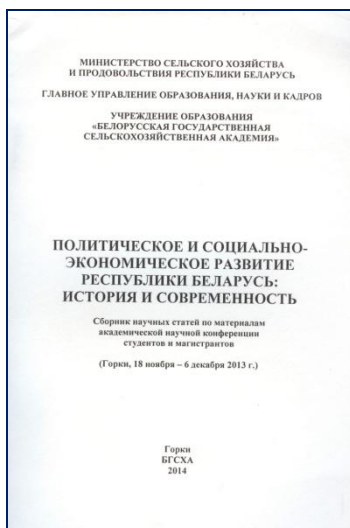 МИНИСТЕРСТВО СЕЛЬСКОГО ХОЗЯЙСТВА
И ПРОДОВОЛЬСТВИЯ РЕСПУБЛИКИ БЕЛАРУСЬ
ГЛАВНОЕ УПРАВЛЕНИЕ ОБРАЗОВАНИЯ, НАУКИ И КАДРОВ
УЧРЕЖДЕНИЕ ОБРАЗОВАНИЯ
«БЕЛОРУССКАЯ ГОСУДАРСТВЕННАЯ
СЕЛЬСКОХОЗЯЙСТВЕННАЯ АКАДЕМИЯ»
ПОЛИТИЧЕСКОЕ И СОЦИАЛЬНО-
ЭКОНОМИЧЕСКОЕ РАЗВИТИЕ
РЕСПУБЛИКИ БЕЛАРУСЬ:
ИСТОРИЯ И СОВРЕМЕННОСТЬ
Сборник научных статей по материалам
академической научной конференции
студентов и магистрантов
(Горки, 18 ноября – 6 декабря 2013 г.)
Горки
БГСХА
2014